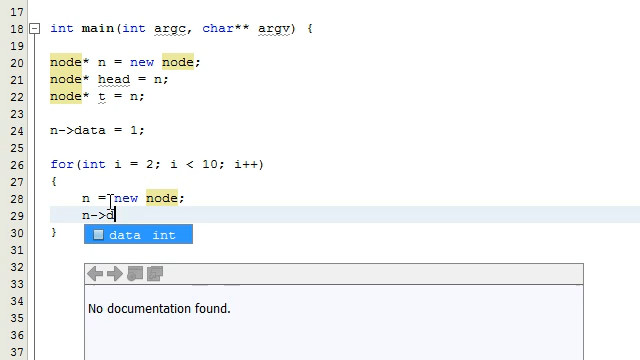 17
18 int main(int argc, char** argv) {
19
20 node* n = new node;
21 node* head = n;
22 node* t = n;
23
24 n->data = 1;
25
26 for(int i = 2; i < 10; i++)
27 {
28 n = new node;
29 n->d
30 }
data int
31
32
33
No documentation found.
34
35
36
37